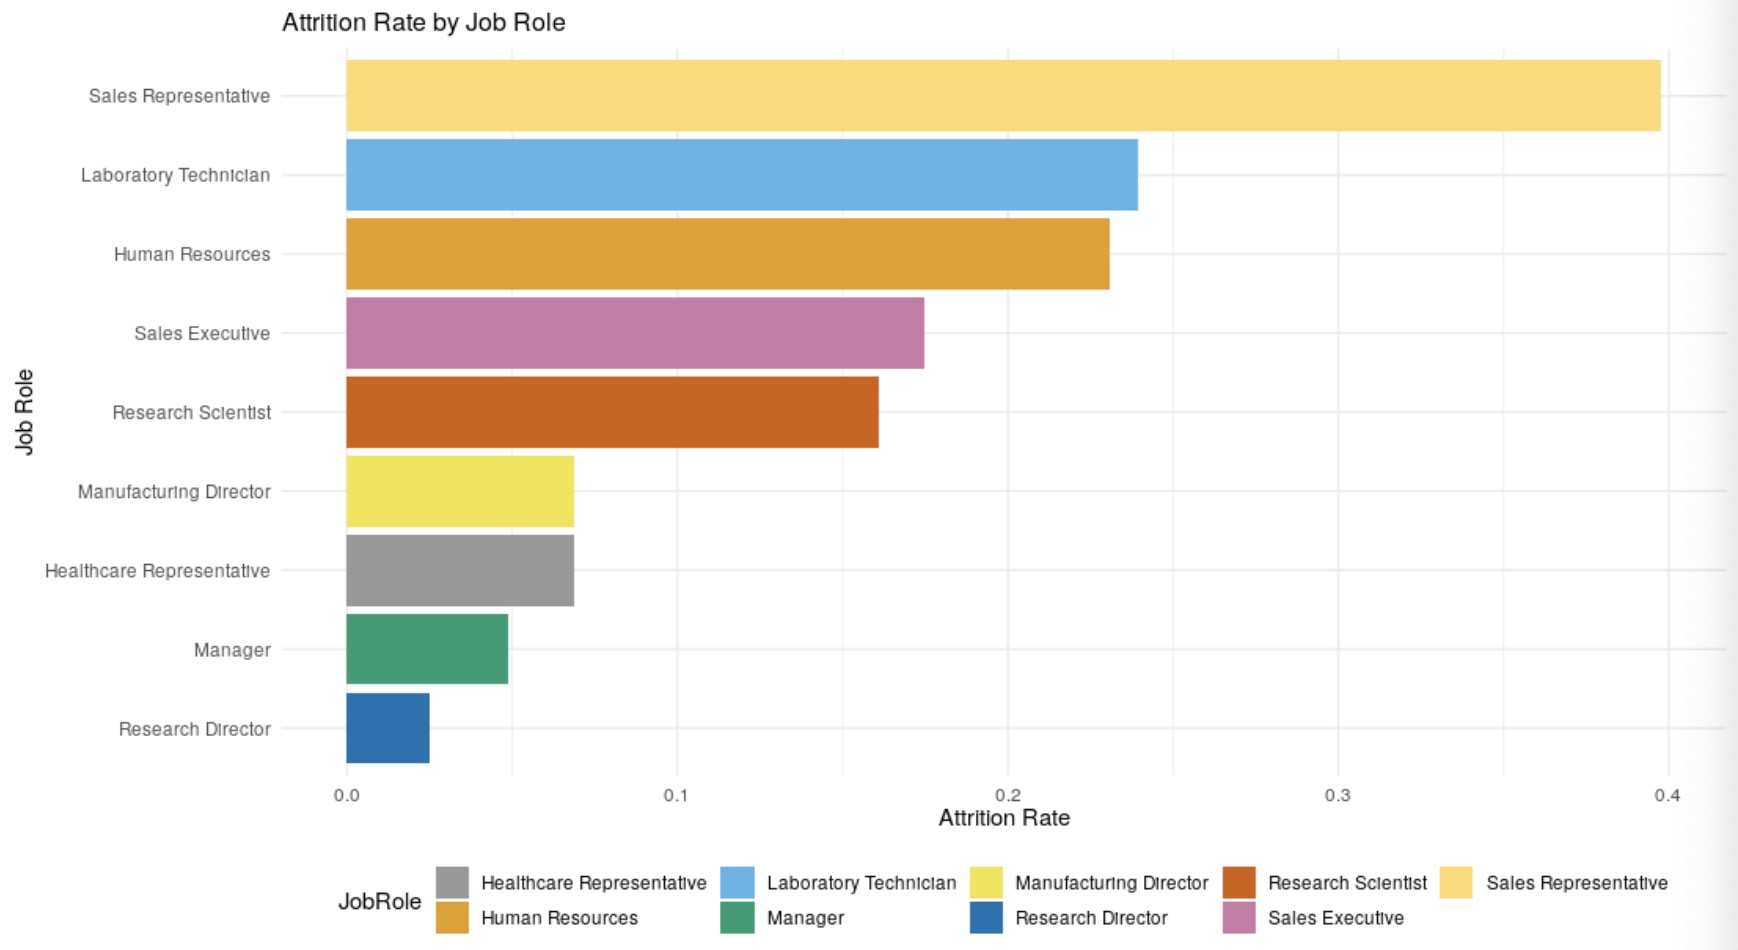 Attrition Rate by Job Role
Sales Representative
Laboratory Technician
Human Resources
Sales Executive
Research Scientist
Manufacturing Director
Healthcare Representative
Manager
Research Director
Job Role
0.0 0.1 0.2 0.3 0.4
Attrition Rate
JobRole
Healthcare Representative Laboratory Technician Manufacturing Director Research Scientist Sales Representative
Human Resources Manager Research Director Sales Executive